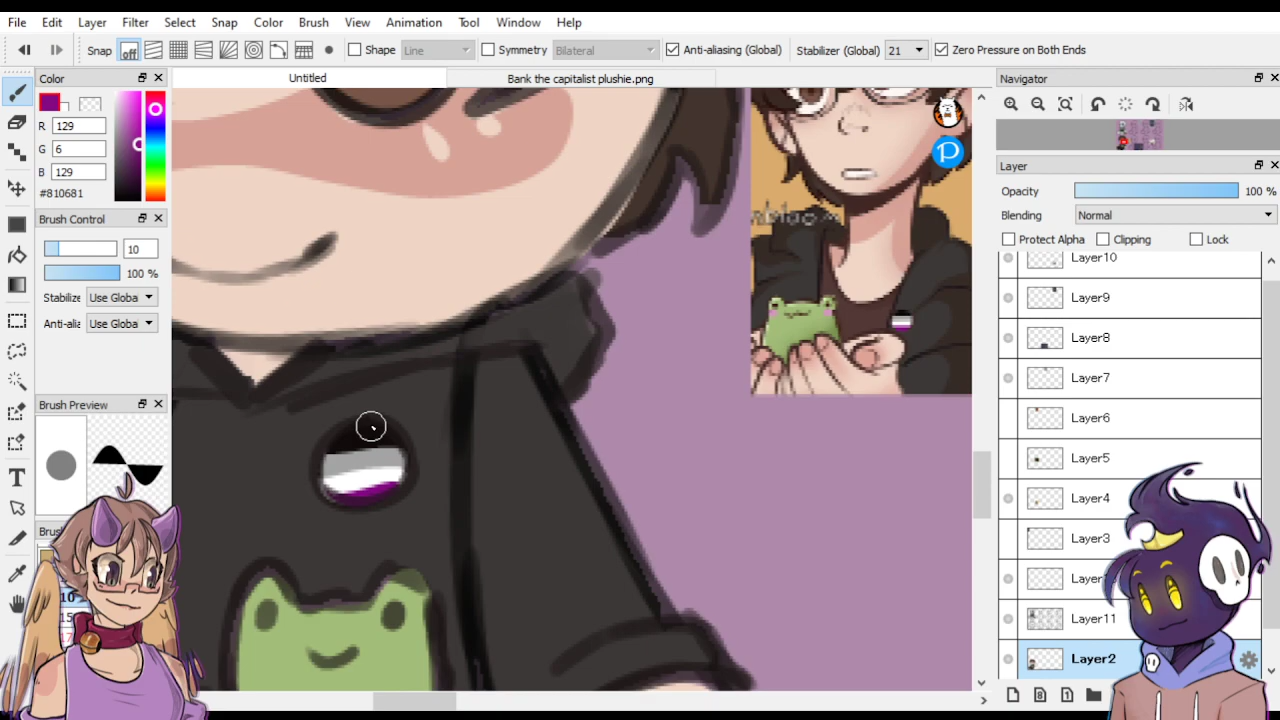 File Edit Layer Filter Select Snap Color Brush View Animation Tool Window Help
Snap off Shape Line Symmetry Bilateral Anti-aliasing (Global) Stabilizer (Global) 21 Zero Pressure on Both Ends
Color
Untitled
Bank the capitalist plushie.png
Navigator
R 129
G 6
B 129
#810681
Layer
Opacity 100 %
Blending Normal
Protect Alpha Clipping Lock
Brush Control
10
100 %
Stabilize Use Globa
Anti-alia Use Globa
Brush Preview
Layer10
Layer9
Layer8
Layer7
Layer6
Layer5
Layer4
Layer3
Layer11
Layer2